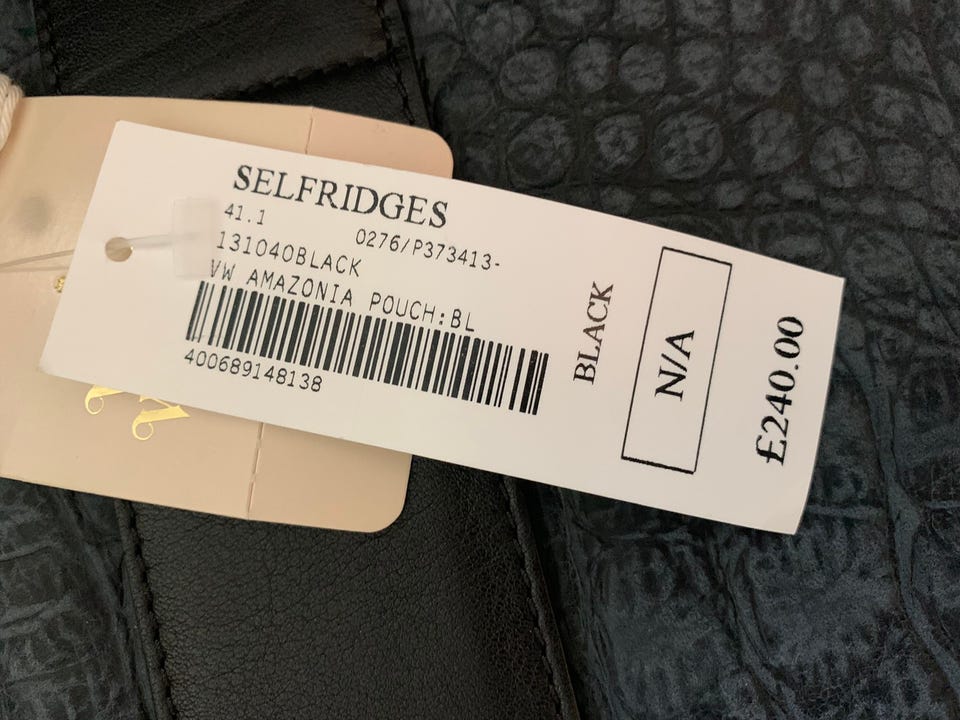 SELFRIDGES
41.1
0276/P373413-
131040BLACK
VW AMAZONIA POUCH:BL
400689148138
BLACK
N/A
£240.00